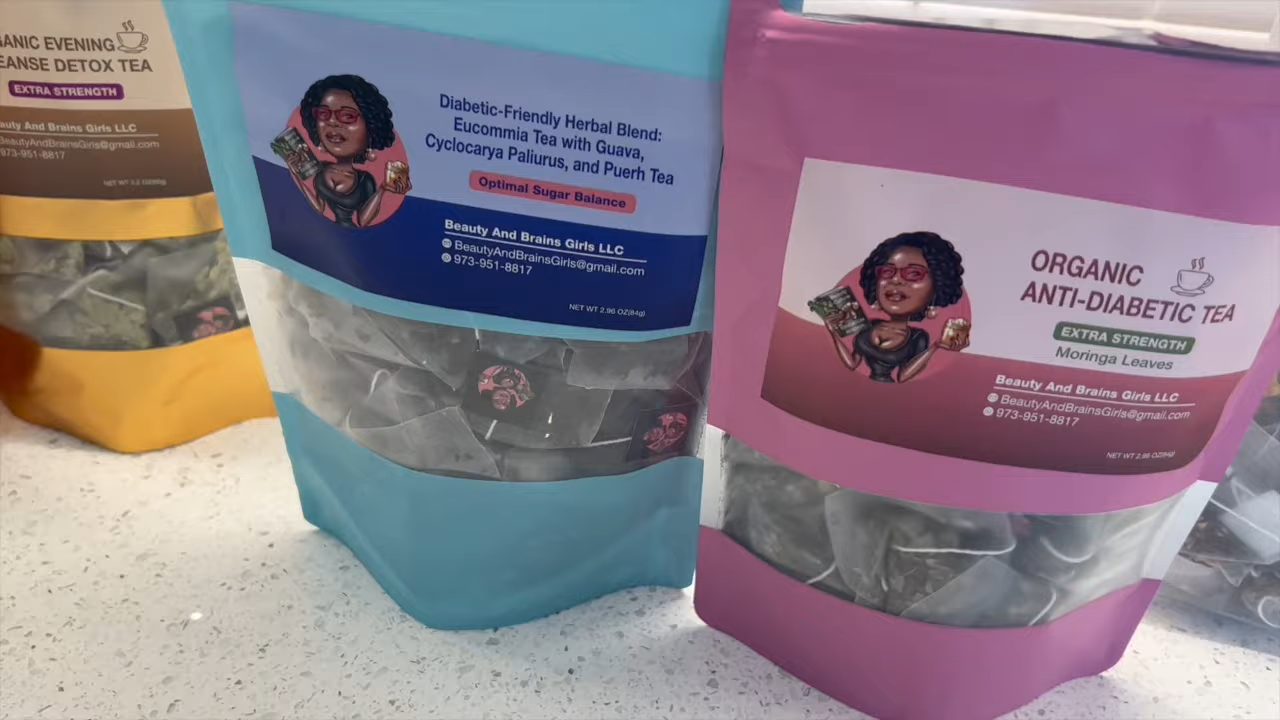 ANIC EVENING
EANSE DETOX TEA
EXTRA STRENGTH
auty And Brains Girls LLC
BeautyAndBrainsGirls@gmail.com
973-951-8817
Diabetic-Friendly Herbal Blend:
Eucommia Tea with Guava,
Cyclocarya Paliurus, and Puerh Tea
Optimal Sugar Balance
Beauty And Brains Girls LLC
BeautyAndBrainsGirls@gmail.com
973-951-8817
NET WT 2.96 OZ(84g)
ORGANIC
ANTI-DIABETIC TEA
EXTRA STRENGTH
Moringa Leaves
Beauty And Brains Girls LLC
BeautyAndBrainsGirls@gmail.com
973-951-8817
NET WT 2.96 OZ(84g)